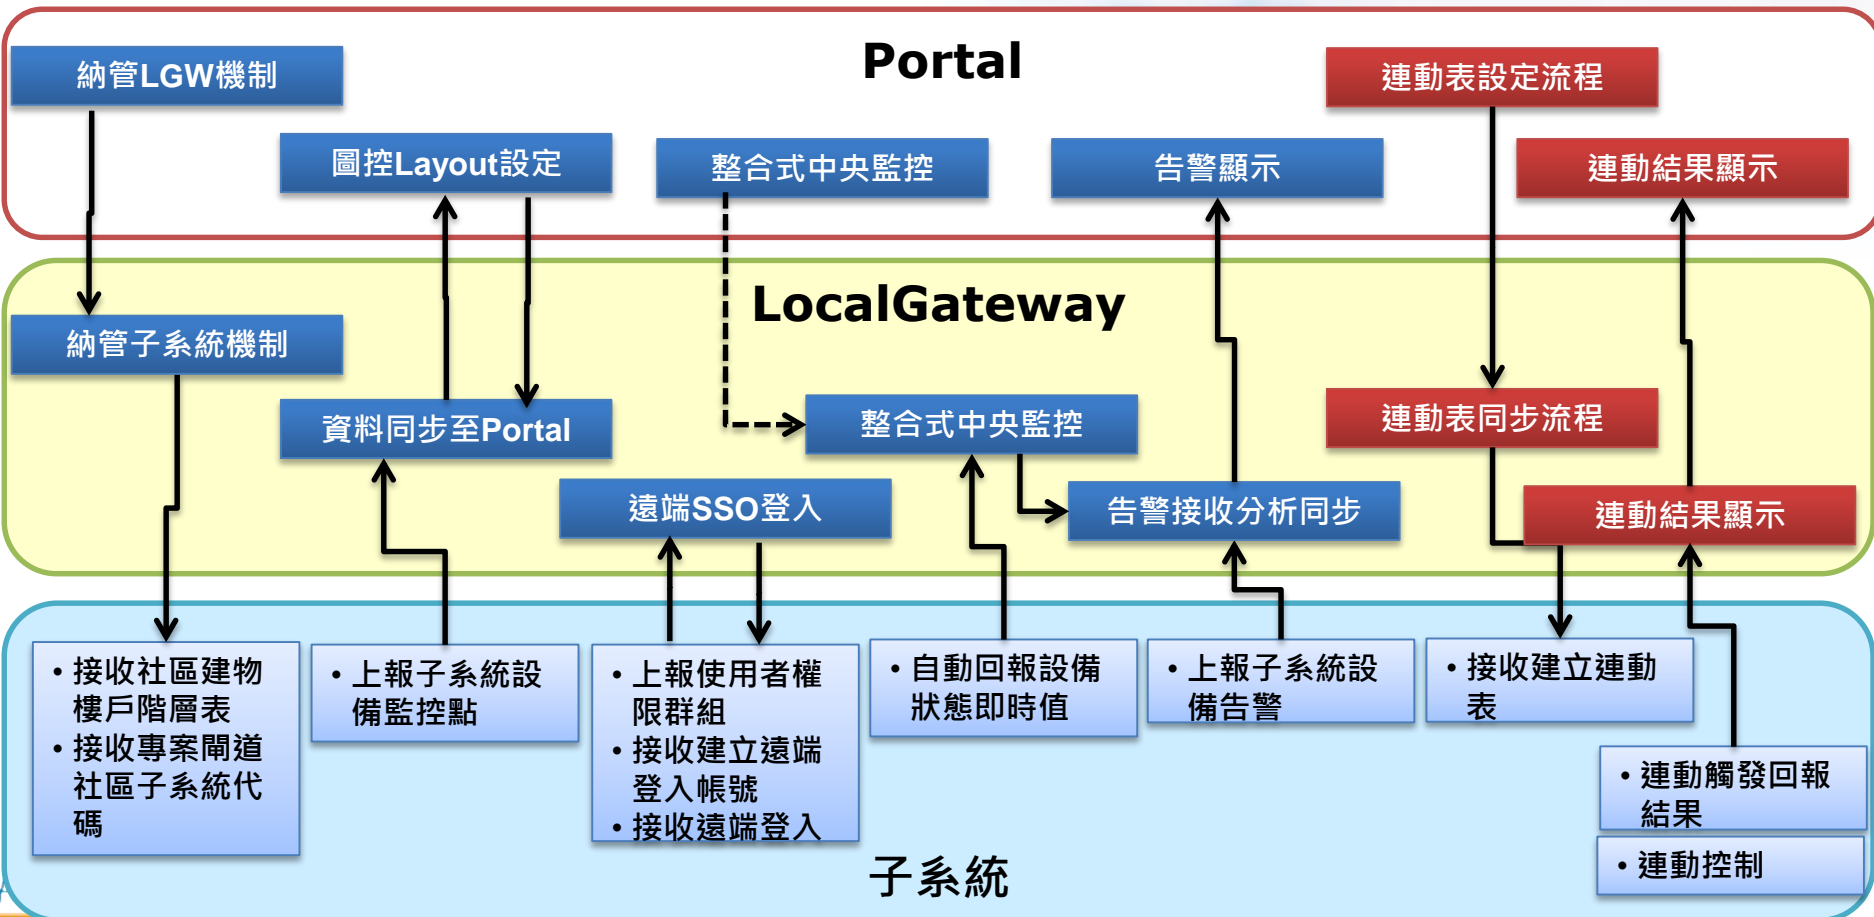 Portal
納管LGW機制
連動表設定流程
圖控Layout設定
整合式中央監控
告警顯示
連動結果顯示
LocalGateway
納管子系統機制
資料同步至Portal
整合式中央監控
連動表同步流程
遠端SSO登入
告警接收分析同步
連動結果顯示
• 接收社區建物
樓戶階層表
• 接收專案閘道
社區子系統代
碼
• 上報子系統設
備監控點
• 上報使用者權
限群組
• 接收建立遠端
登入帳號
• 接收遠端登入
• 自動回報設備
狀態即時值
• 上報子系統設
備告警
• 接收建立連動
表
• 連動觸發回報
結果
• 連動控制
子系統